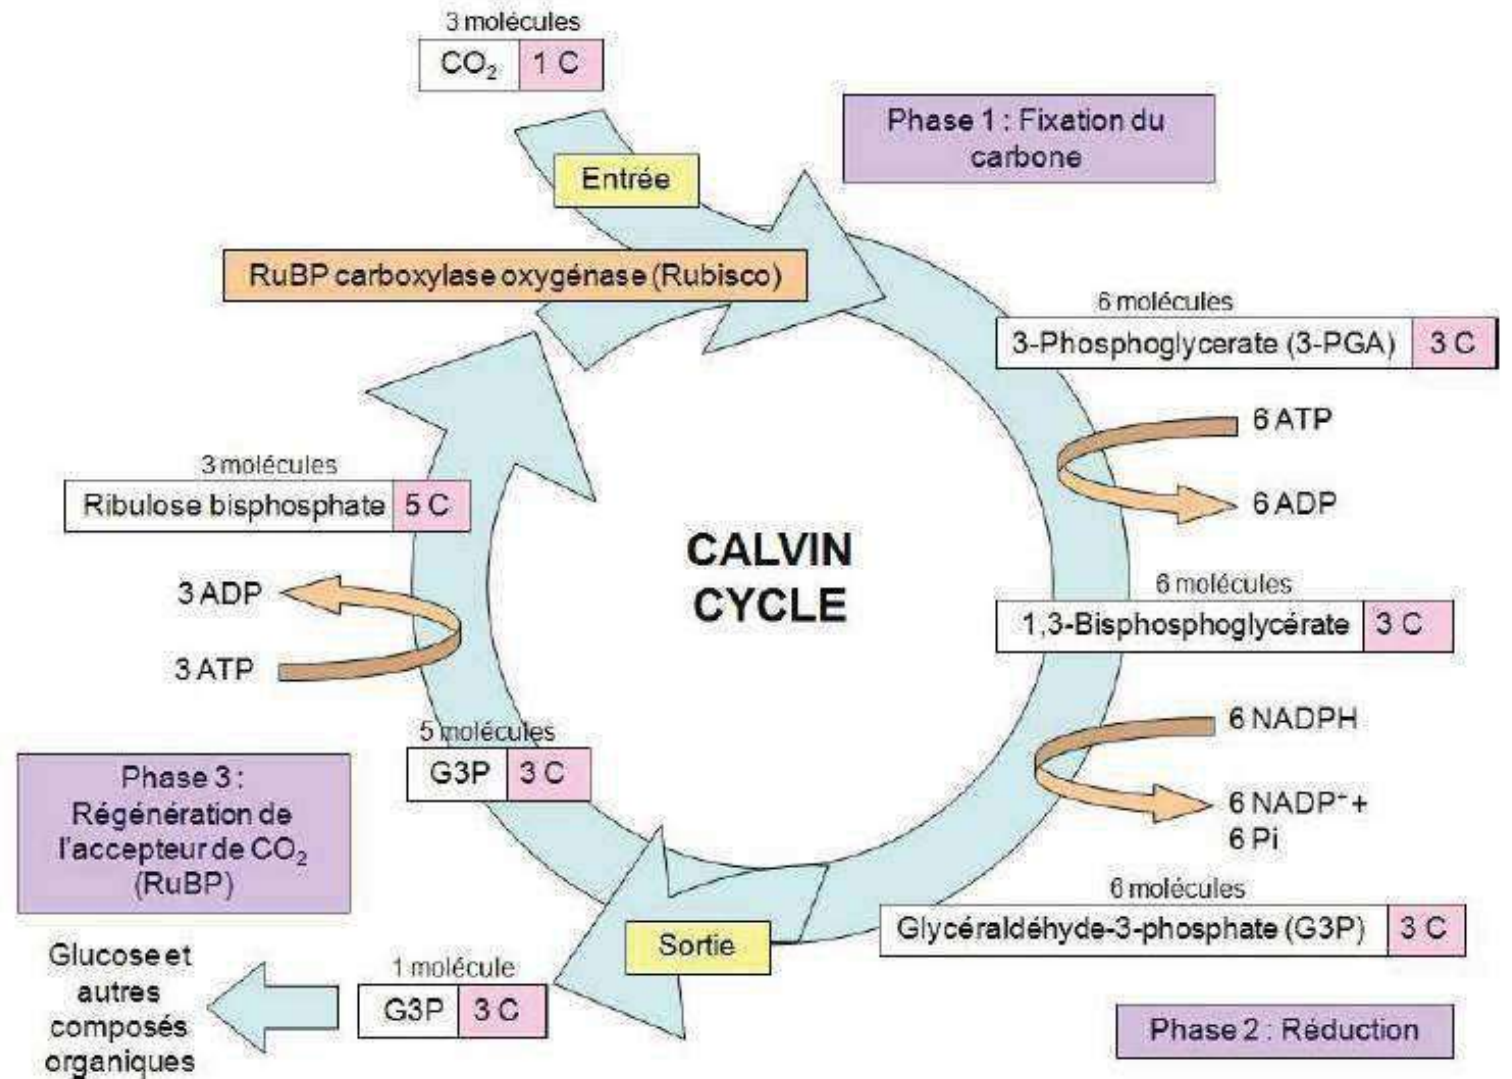 3 molécules
CO₂ 1 C
Phase 1 : Fixation du
carbone
Entrée
RuBP carboxylase oxygénase (Rubisco)
6 molécules
3-Phosphoglycerate (3-PGA) 3 C
6 ATP
6 ADP
3 molécules
Ribulose bisphosphate 5 C
CALVIN
CYCLE
3 ADP
3 ATP
6 molécules
1,3-Bisphosphoglycérate 3 C
6 NADPH
6 NADP⁺ +
6 Pi
5 molécules
G3P 3 C
Phase 3 :
Régénération de
l'accepteur de CO₂
(RuBP)
6 molécules
Glycéraldéhyde-3-phosphate (G3P) 3 C
Sortie
Glucose et
autres
composés
organiques
1 molécule
G3P 3 C
Phase 2 : Réduction